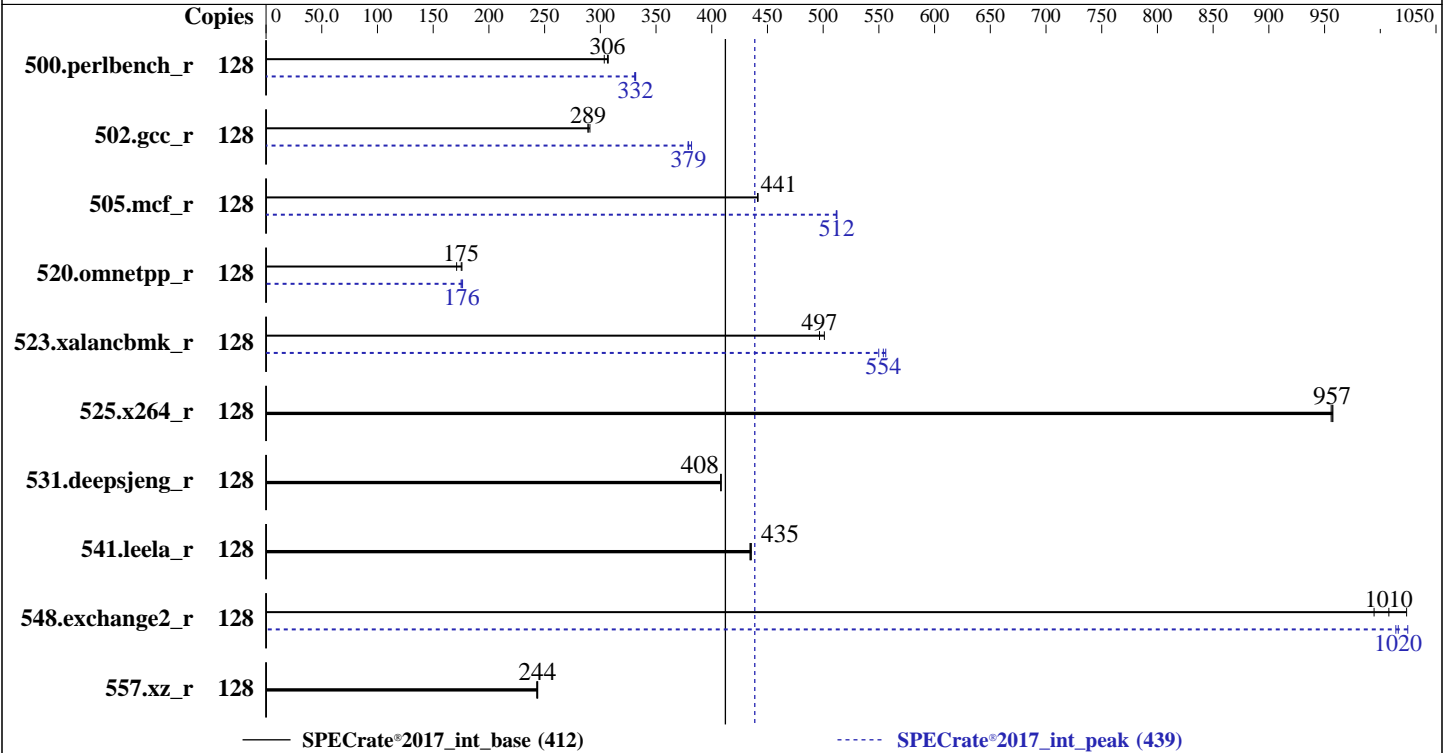 Copies 0 50.0 100 150 200 250 300 350 400 450 500 550 600 650 700 750 800 850 900 950 1050
306
500.perlbench_r 128
332
289
502.gcc_r 128
379
441
505.mcf_r 128
512
175
520.omnetpp_r 128
176
497
523.xalancbmk_r 128
554
957
525.x264_r 128
408
531.deepsjeng_r 128
435
541.leela_r 128
1010
548.exchange2_r 128
1020
244
557.xz_r 128
SPECrate®2017_int_base (412) SPECrate®2017_int_peak (439)